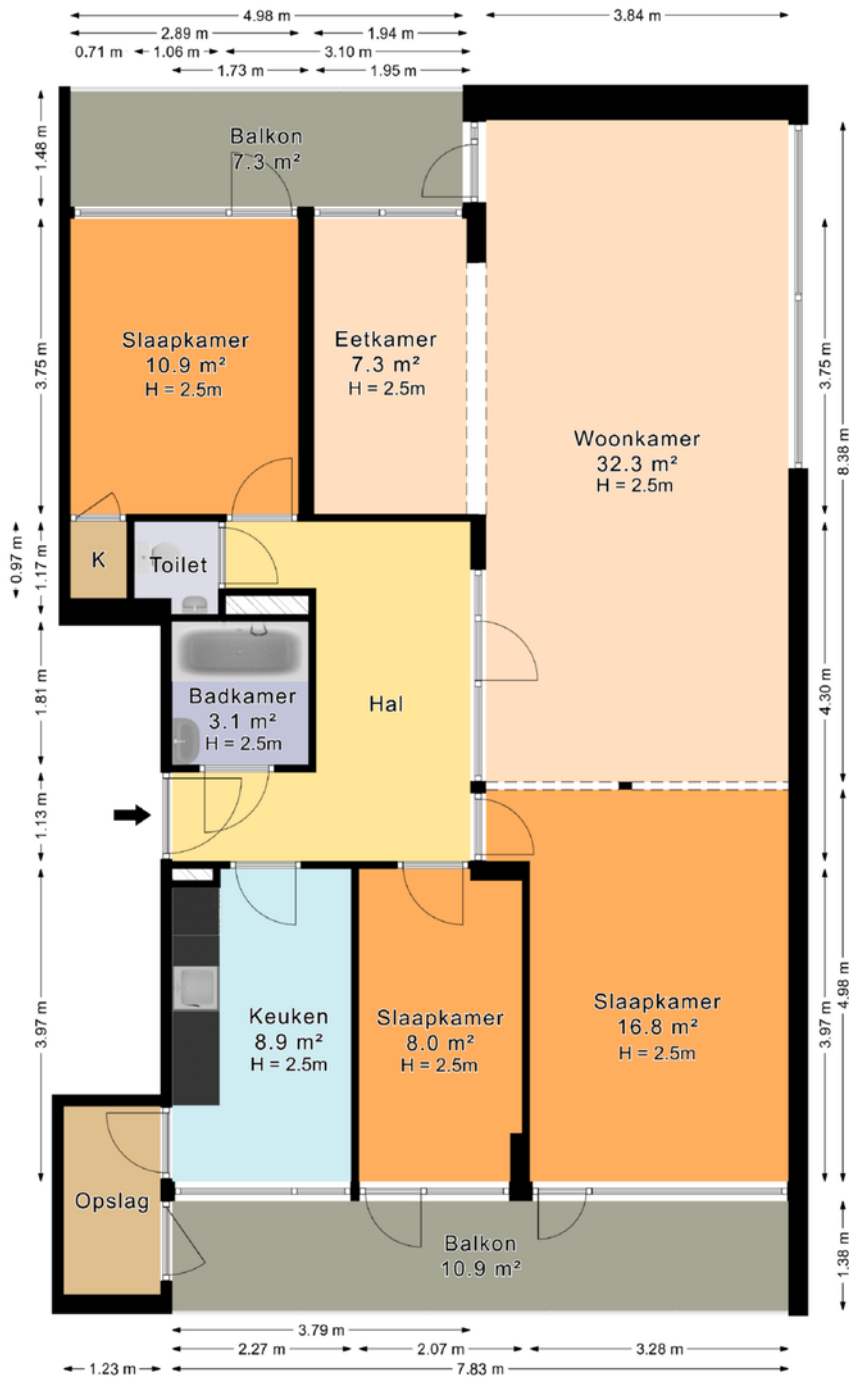 4.98 m
3.84 m
2.89 m
1.94 m
0.71 m
1.06 m
3.10 m
1.73 m
1.95 m
1.48 m
Balkon
7.3 m²
3.75 m
Slaapkamer
10.9 m²
H = 2.5m
Eetkamer
7.3 m²
H = 2.5m
Woonkamer
32.3 m²
H = 2.5m
3.75 m
8.38 m
0.97 m
1.17 m
K
Toilet
1.81 m
Badkamer
3.1 m²
H = 2.5m
Hal
4.30 m
1.13 m
3.97 m
Keuken
8.9 m²
H = 2.5m
Slaapkamer
8.0 m²
H = 2.5m
Slaapkamer
16.8 m²
H = 2.5m
3.97 m
4.98 m
Opslag
Balkon
10.9 m²
1.38 m
3.79 m
2.27 m
2.07 m
3.28 m
1.23 m
7.83 m